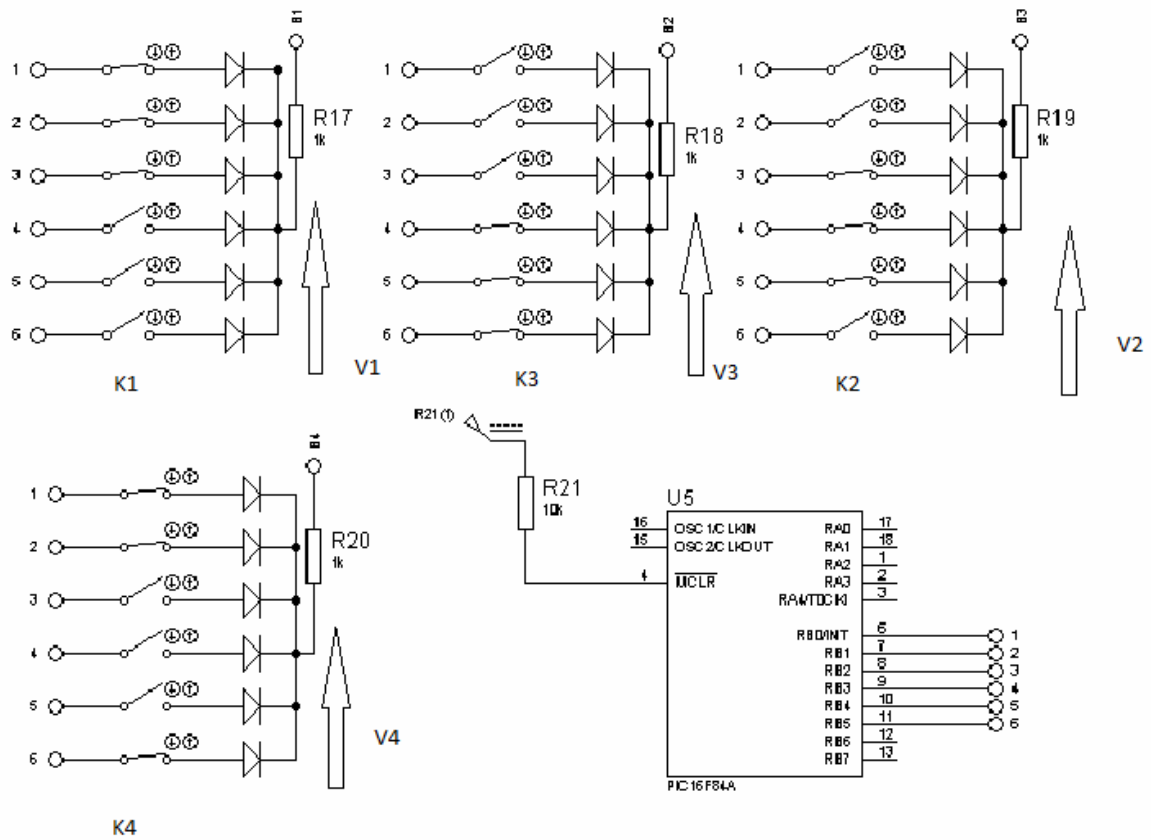 B1
1
2
3
4
5
6
R17
1k
K1
V1
B2
1
2
3
4
5
6
R18
1k
K3
V3
B3
1
2
3
4
5
6
R19
1k
K2
V2
B4
1
2
3
4
5
6
R20
1k
K4
V4
R21(1)
R21
10k
U5
16 OSC1/CLKIN
15 OSC2/CLKOUT
4 MCLR
RA0 17
RA1 18
RA2 1
RA3 2
RA4/T0CKI 3
RB0/INT 6 1
RB1 7 2
RB2 8 3
RB3 9 4
RB4 10 5
RB5 11 6
RB6 12
RB7 13
PIC16F84A